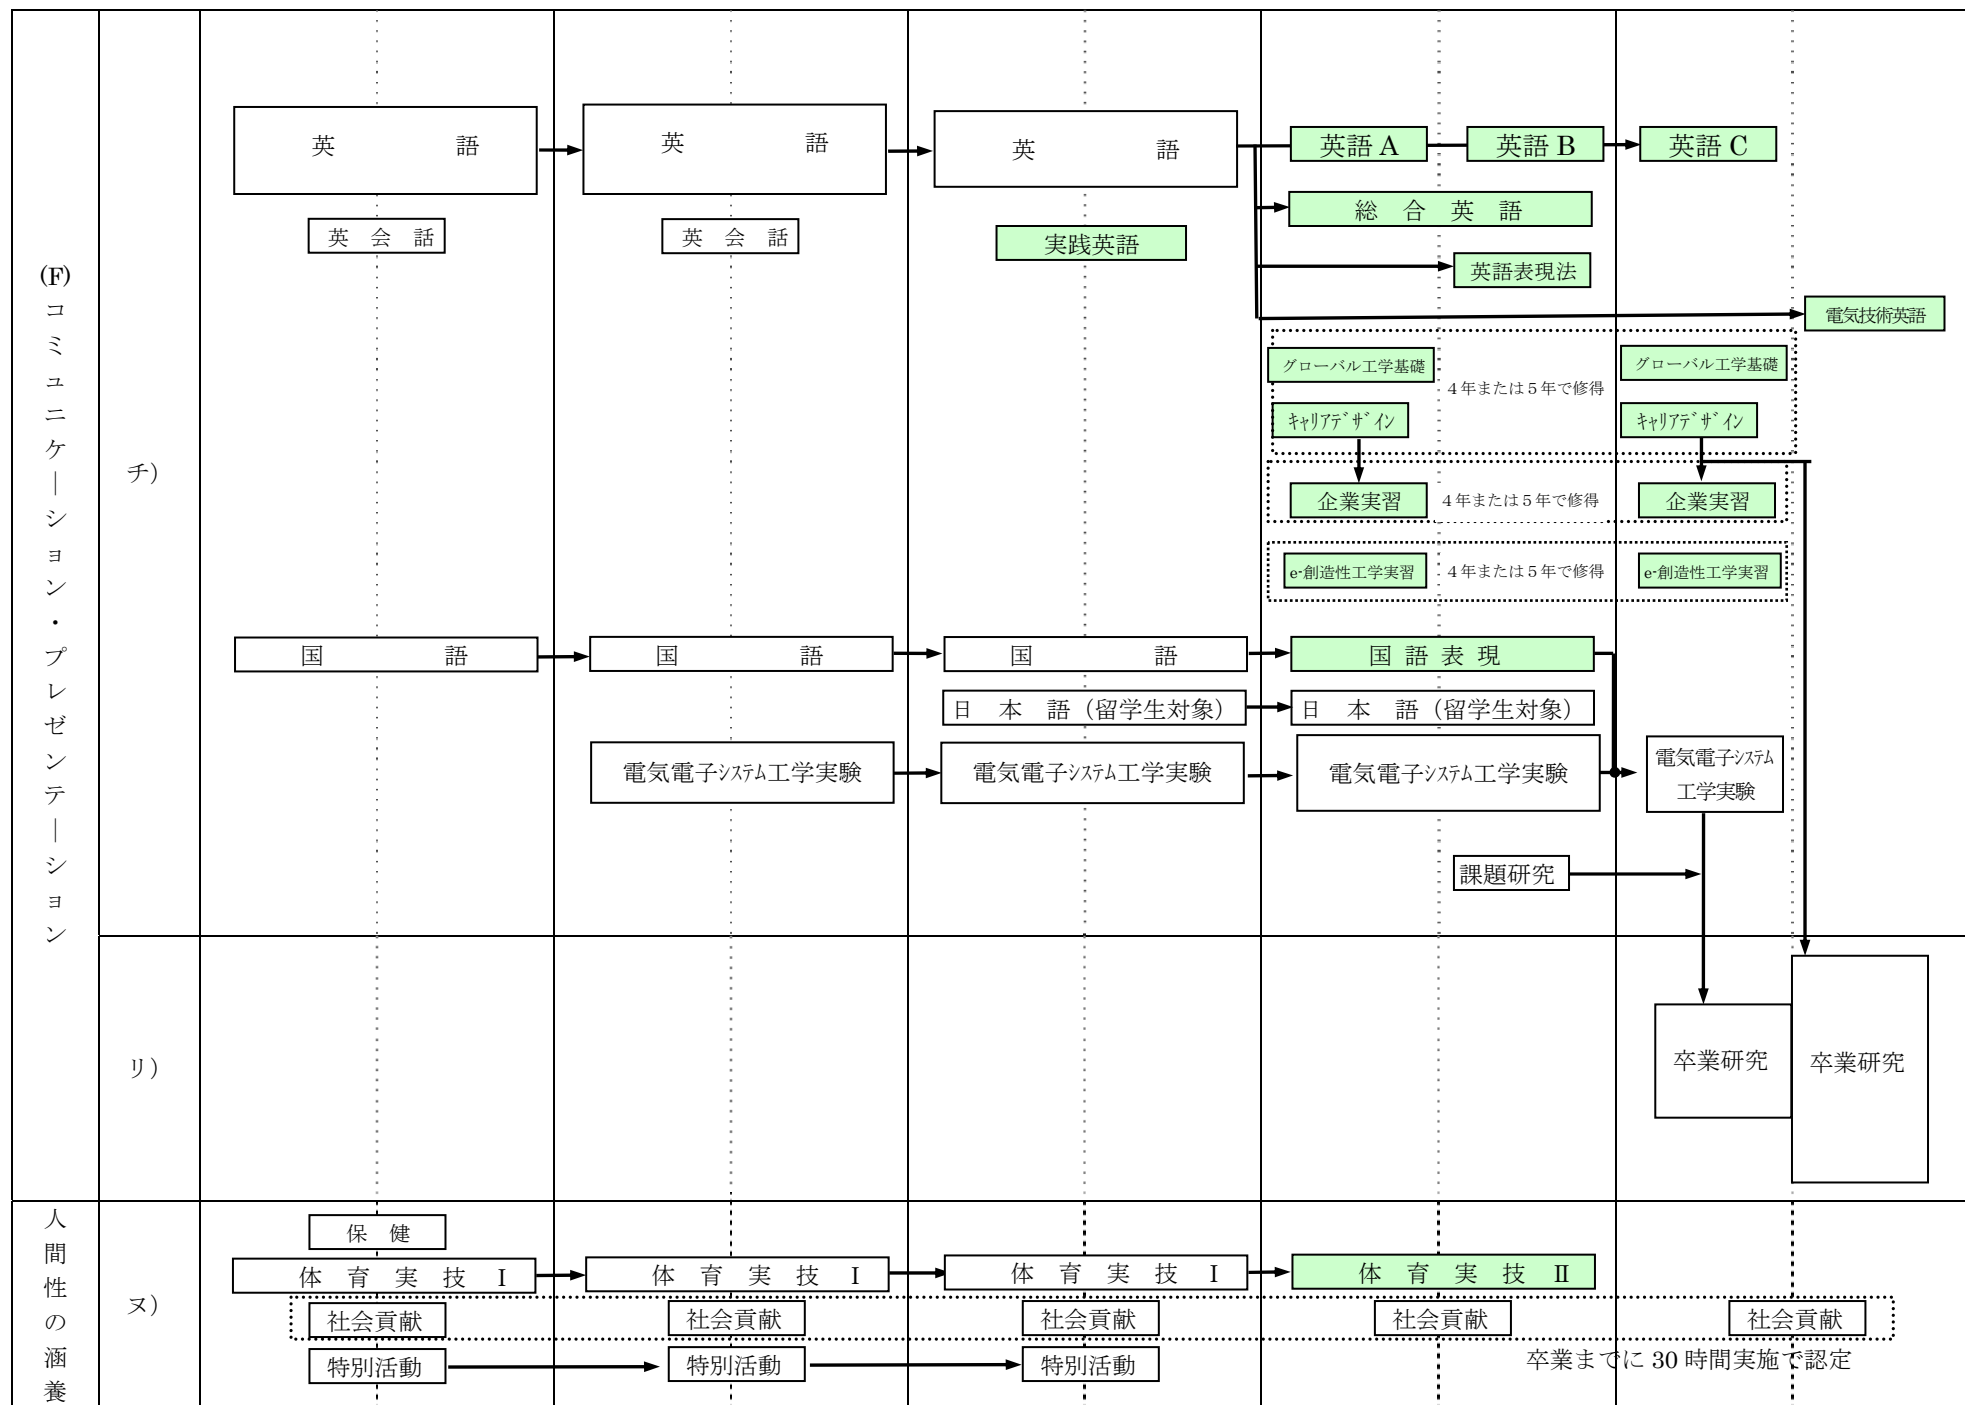 (F)コミュニケ―ション・プレゼンテ―ション
チ）
英　　　　　語
英　　　　　語
英　　　　　語
英語 A
英語 B
英語 C
総　合　英　語
英　会　話
英　会　話
実践英語
英語表現法
電気技術英語
グローバル工学基礎
グローバル工学基礎
４年または５年で修得
ｷｬﾘｱﾃﾞｻﾞｲﾝ
ｷｬﾘｱﾃﾞｻﾞｲﾝ
企業実習
４年または５年で修得
企業実習
e-創造性工学実習
４年または５年で修得
e-創造性工学実習
国　　　　　語
国　　　　　語
国　　　　　語
国 語 表 現
日　本　語（留学生対象）
日　本　語（留学生対象）
電気電子ｼｽﾃﾑ工学実験
電気電子ｼｽﾃﾑ工学実験
電気電子ｼｽﾃﾑ工学実験
電気電子ｼｽﾃﾑ
工学実験
課題研究
リ）
卒業研究
卒業研究
人間性の涵養
ヌ）
保　健
体　育　実　技　Ⅰ
体　育　実　技　Ⅰ
体　育　実　技　Ⅰ
体　育　実　技　Ⅱ
社会貢献
社会貢献
社会貢献
社会貢献
社会貢献
特別活動
特別活動
特別活動
卒業までに 30 時間実施で認定